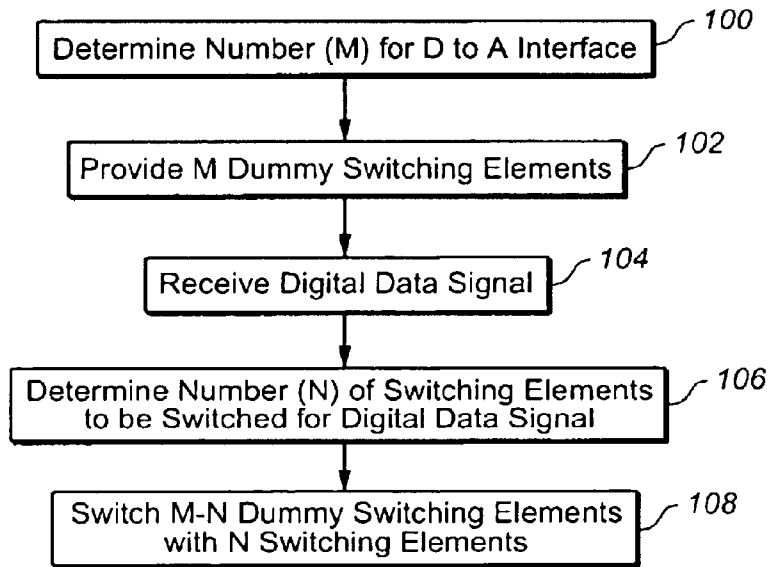 100
Determine Number (M) for D to A Interface
102
Provide M Dummy Switching Elements
104
Receive Digital Data Signal
106
Determine Number (N) of Switching Elements
to be Switched for Digital Data Signal
108
Switch M-N Dummy Switching Elements
with N Switching Elements